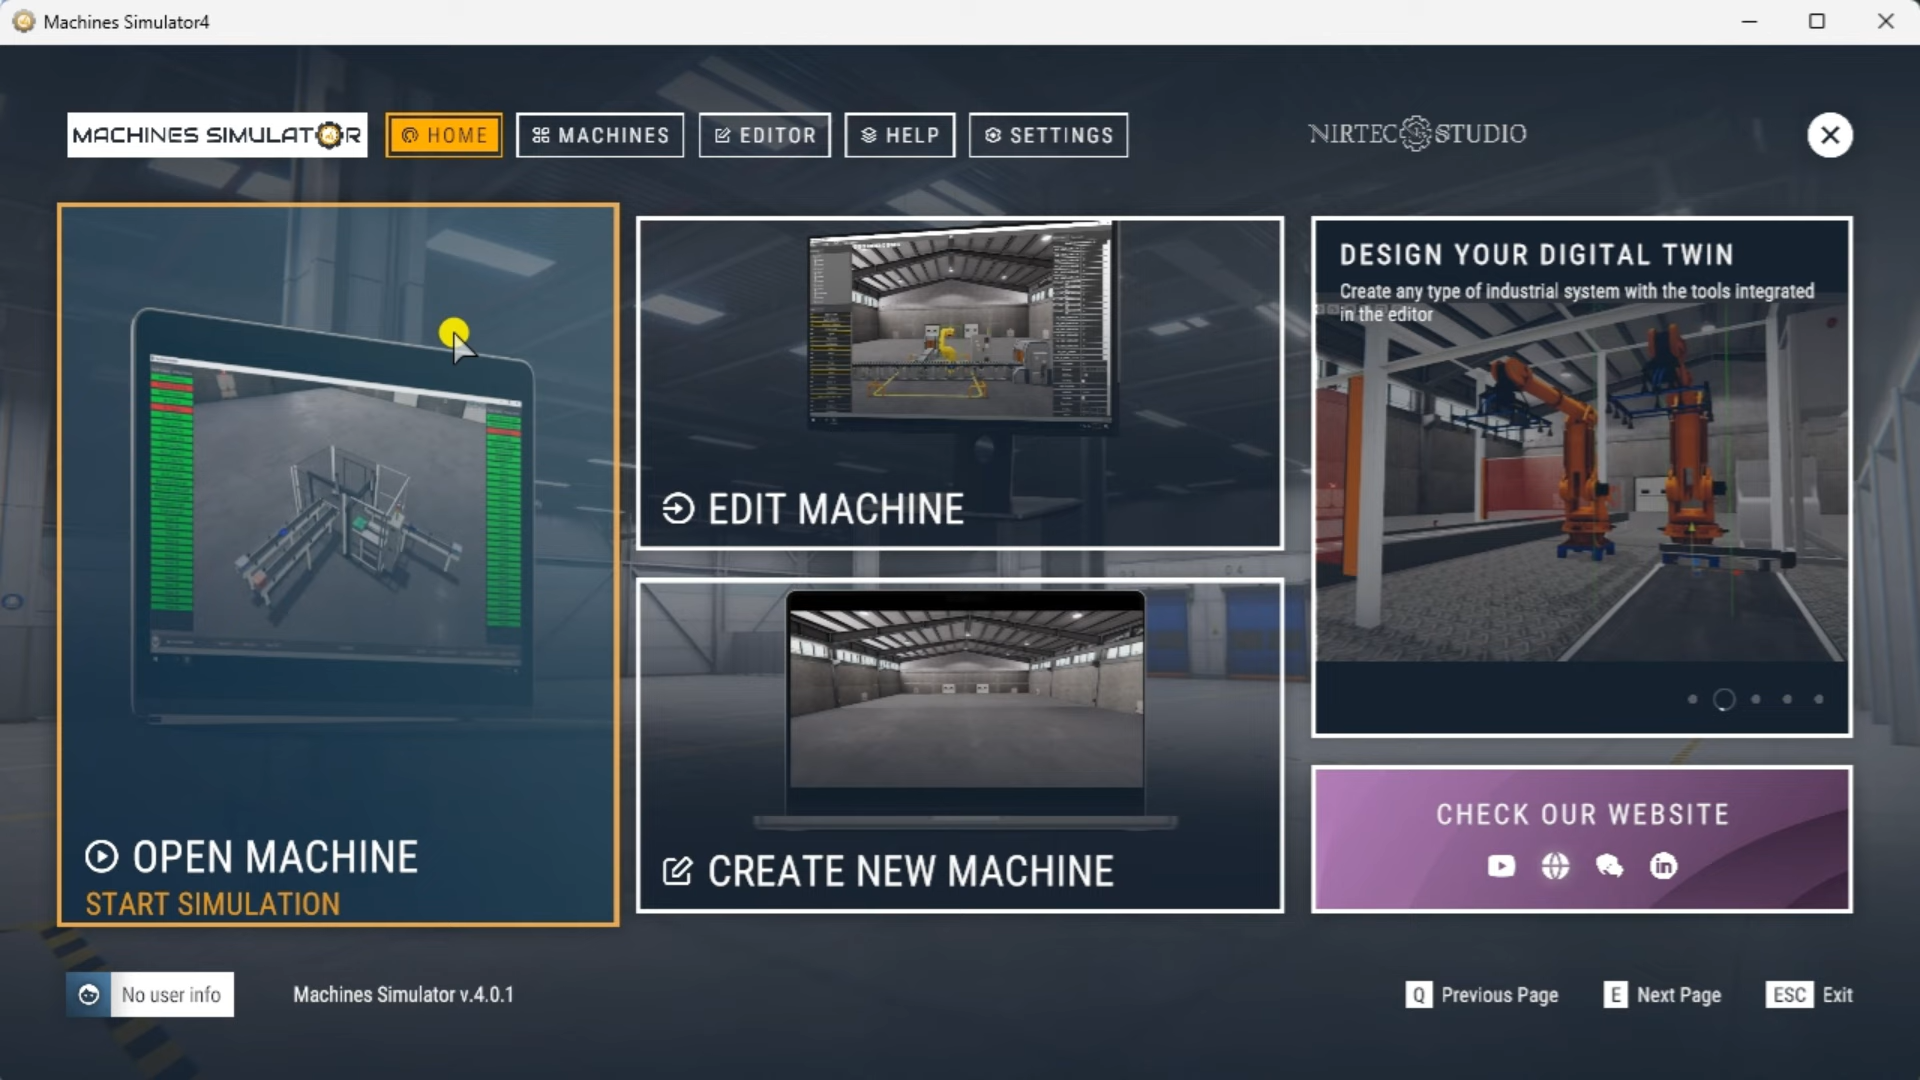 Machines Simulator4
MACHINES SIMULATOR
HOME
MACHINES
EDITOR
HELP
SETTINGS
NIRTEC STUDIO
OPEN MACHINE
START SIMULATION
EDIT MACHINE
CREATE NEW MACHINE
DESIGN YOUR DIGITAL TWIN
Create any type of industrial system with the tools integrated
in the editor
CHECK OUR WEBSITE
No user info
Machines Simulator v.4.0.1
Q Previous Page
E Next Page
ESC Exit